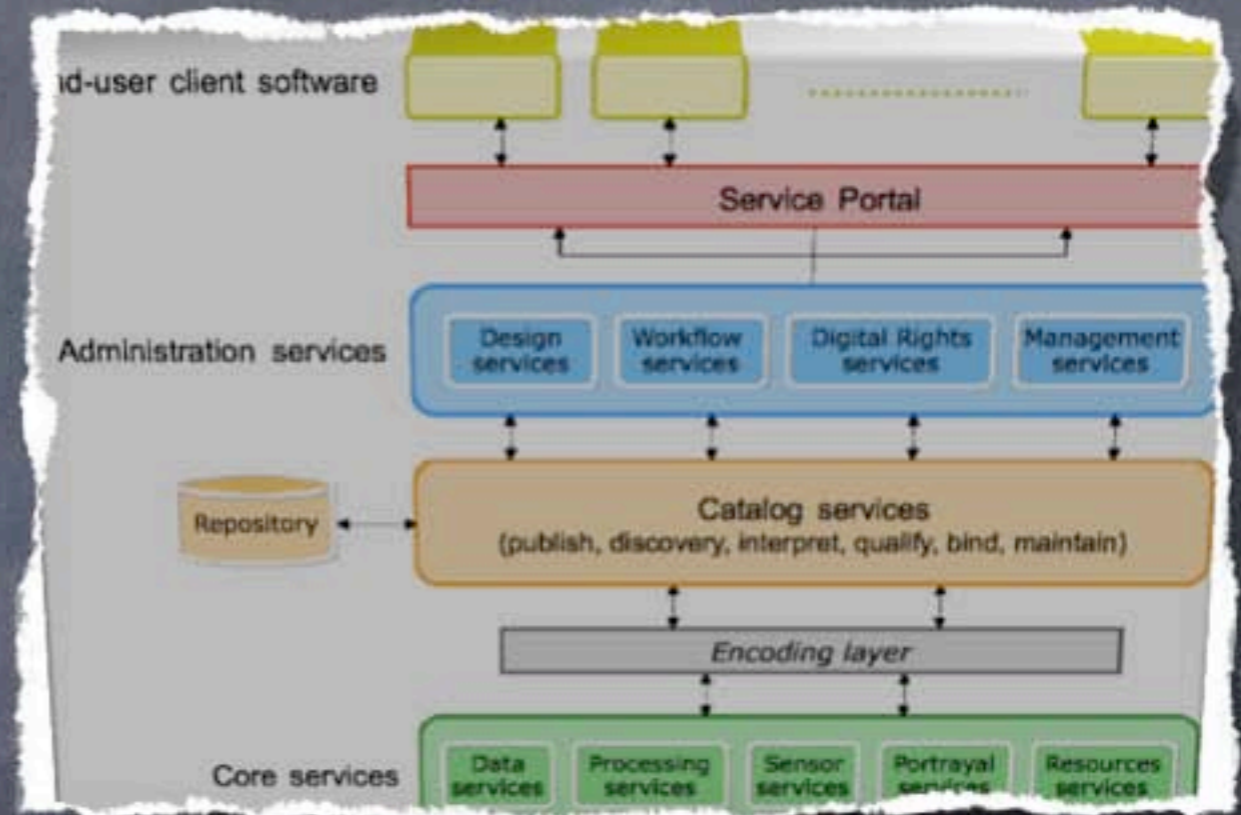 nd-user client software
Service Portal
Administration services
Design
services
Workflow
services
Digital Rights
services
Management
services
Repository
Catalog services
(publish, discovery, interpret, qualify, bind, maintain)
Encoding layer
Core services
Data
services
Processing
services
Sensor
services
Portrayal
services
Resources
services